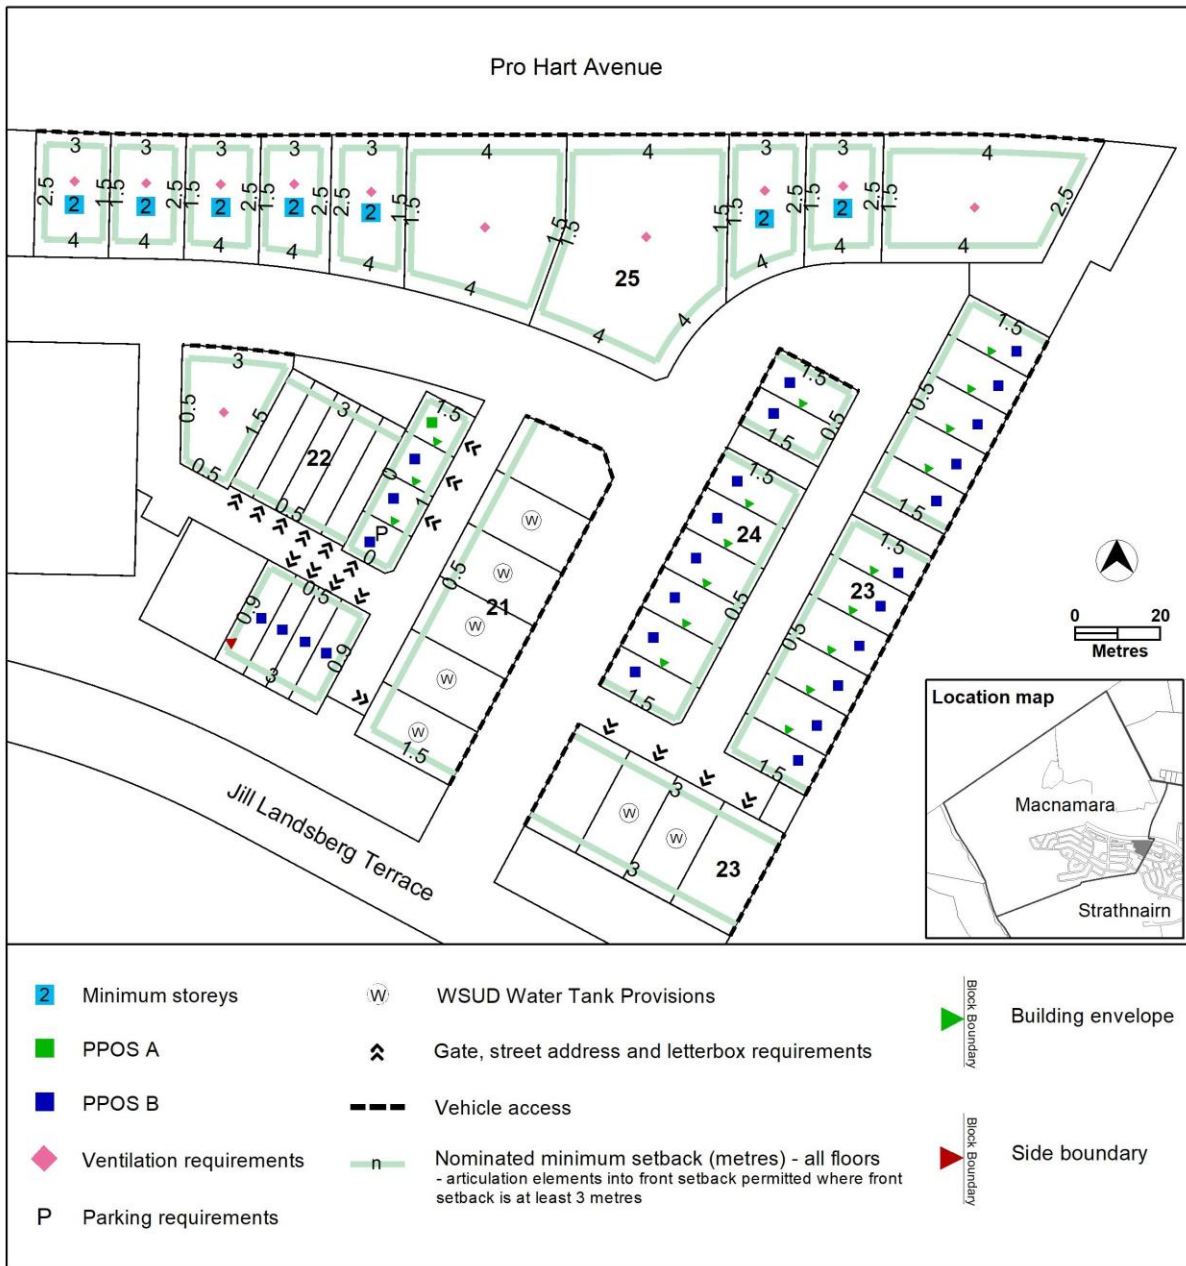 Pro Hart Avenue
3 3 3 3 3 4 4 3 3 4
2.5 1.5 1.5 2.5 1.5 2.5 1.5 2.5 2.5 1.5 1.5 1.5 1.5 1.5 1.5 2.5 1.5 2.5
2 2 2 2 2 2 2
4 4 4 4 4 4 4 4 4 4 4
25
3 3 1.5
0.5 1.5 0 1
22
0.5 0.5 P 0
0.5
0.9 0.9
3
W
W
W
W
W
0.5
21
1.5
1.5
1.5 0.5
1.5
24
0.5
1.5
1.5
0.5
1.5
1.5
23
0.5
1.5
3
W W
3
23
Jill Landsberg Terrace
0 20
Metres
Location map
Macnamara
Strathnairn
2 Minimum storeys
PPOS A
PPOS B
Ventilation requirements
P Parking requirements
W WSUD Water Tank Provisions
Gate, street address and letterbox requirements
Vehicle access
n Nominated minimum setback (metres) - all floors
- articulation elements into front setback permitted where front
setback is at least 3 metres
Block Boundary
Building envelope
Block Boundary
Side boundary